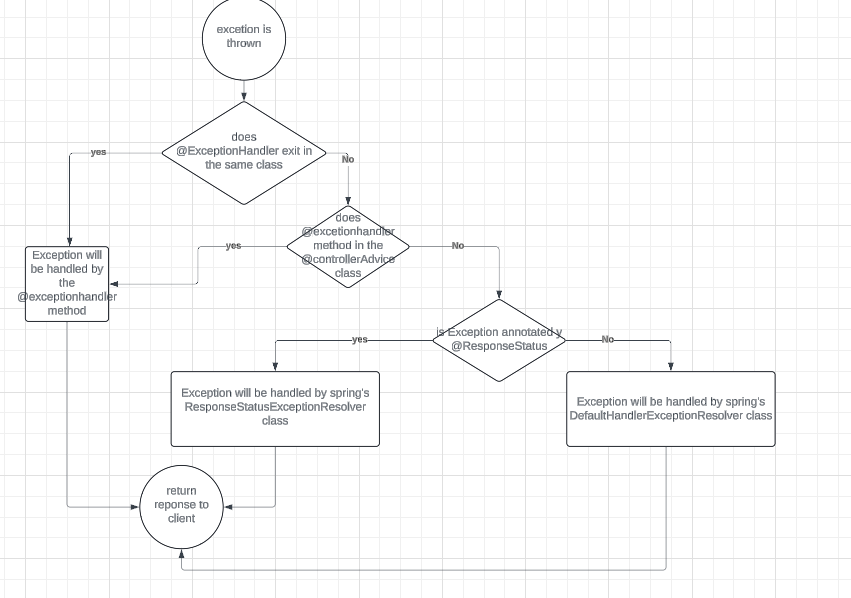 excetion is
thrown
does
@ExceptionHandler exit in
the same class
yes
No
does
@excetionhandler
method in the
@controllerAdvice
class
yes
No
Exception will
be handled by
the
@exceptionhandler
method
is Exception annotated y
@ResponseStatus
yes
No
Exception will be handled by spring's
ResponseStatusExceptionResolver
class
Exception will be handled by spring's
DefaultHandlerExceptionResolver class
return
reponse to
client